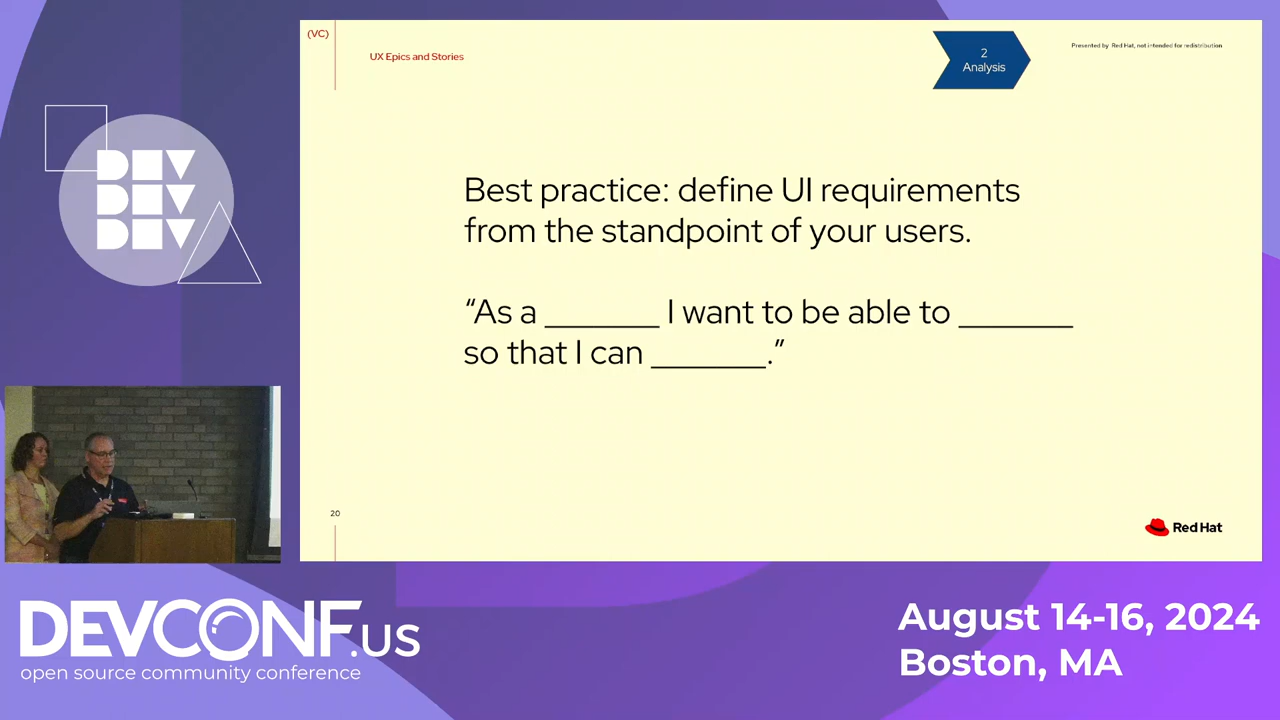 (VC)
UX Epics and Stories
2
Analysis
Presented by Red Hat, not intended for redistribution
DEV
DEV
DEV
Best practice: define UI requirements
from the standpoint of your users.
“As a _______ I want to be able to _______
so that I can _______.”
20
Red Hat
DEVCONF.US
open source community conference
August 14-16, 2024
Boston, MA